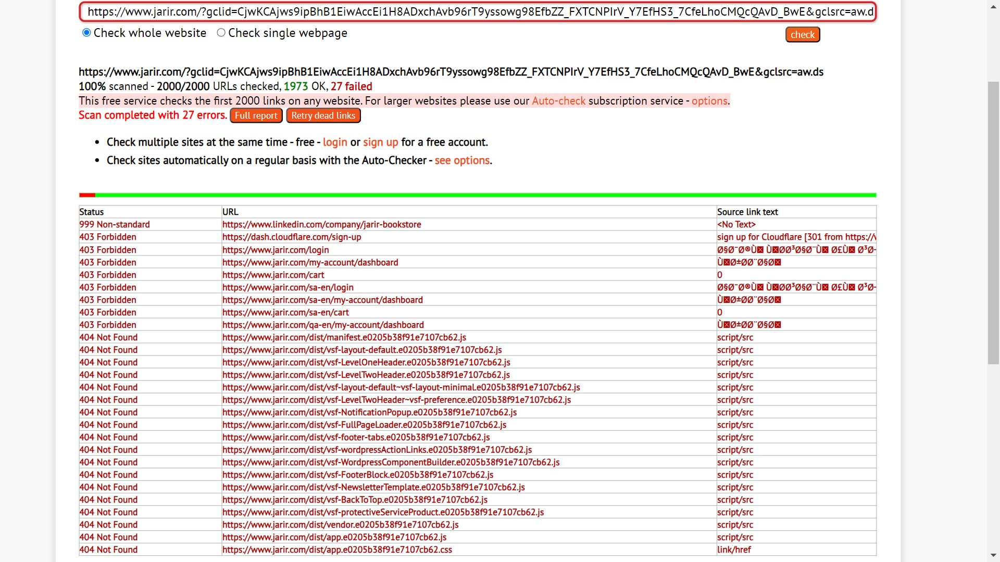 https://www.jarir.com/?gclid=CjwKCAjws9ipBhB1EiwAccEi1H8ADxchAvb96rT9yssowg98EfbZZ_FXTCNPIrV_Y7EfHS3_7CfeLhoCMQcQAvD_BwE&gclsrc=aw.d
Check whole website Check single webpage check
https://www.jarir.com/?gclid=CjwKCAjws9ipBhB1EiwAccEi1H8ADxchAvb96rT9yssowg98EfbZZ_FXTCNPIrV_Y7EfHS3_7CfeLhoCMQcQAvD_BwE&gclsrc=aw.ds
100% scanned - 2000/2000 URLs checked, 1973 OK, 27 failed
This free service checks the first 2000 links on any website. For larger websites please use our Auto-check subscription service - options.
Scan completed with 27 errors. Full report Retry dead links
• Check multiple sites at the same time - free - login or sign up for a free account.
• Check sites automatically on a regular basis with the Auto-Checker - see options.
Status URL Source link text
999 Non-standard https://www.linkedin.com/company/jarir-bookstore <No Text>
403 Forbidden https://dash.cloudflare.com/sign-up sign up for Cloudflare [301 from https://
403 Forbidden https://www.jarir.com/login
403 Forbidden https://www.jarir.com/my-account/dashboard
403 Forbidden https://www.jarir.com/cart 0
403 Forbidden https://www.jarir.com/sa-en/login
403 Forbidden https://www.jarir.com/sa-en/my-account/dashboard
403 Forbidden https://www.jarir.com/sa-en/cart 0
403 Forbidden https://www.jarir.com/qa-en/my-account/dashboard
404 Not Found https://www.jarir.com/dist/manifest.e0205b38f91e7107cb62.js script/src
404 Not Found https://www.jarir.com/dist/vsf-layout-default.e0205b38f91e7107cb62.js script/src
404 Not Found https://www.jarir.com/dist/vsf-LevelOneHeader.e0205b38f91e7107cb62.js script/src
404 Not Found https://www.jarir.com/dist/vsf-LevelTwoHeader.e0205b38f91e7107cb62.js script/src
404 Not Found https://www.jarir.com/dist/vsf-layout-default~vsf-layout-minimal.e0205b38f91e7107cb62.js script/src
404 Not Found https://www.jarir.com/dist/vsf-LevelTwoHeader~vsf-preference.e0205b38f91e7107cb62.js script/src
404 Not Found https://www.jarir.com/dist/vsf-NotificationPopup.e0205b38f91e7107cb62.js script/src
404 Not Found https://www.jarir.com/dist/vsf-FullPageLoader.e0205b38f91e7107cb62.js script/src
404 Not Found https://www.jarir.com/dist/vsf-footer-tabs.e0205b38f91e7107cb62.js script/src
404 Not Found https://www.jarir.com/dist/vsf-wordpressActionLinks.e0205b38f91e7107cb62.js script/src
404 Not Found https://www.jarir.com/dist/vsf-WordpressComponentBuilder.e0205b38f91e7107cb62.js script/src
404 Not Found https://www.jarir.com/dist/vsf-FooterBlock.e0205b38f91e7107cb62.js script/src
404 Not Found https://www.jarir.com/dist/vsf-NewsletterTemplate.e0205b38f91e7107cb62.js script/src
404 Not Found https://www.jarir.com/dist/vsf-BackToTop.e0205b38f91e7107cb62.js script/src
404 Not Found https://www.jarir.com/dist/vsf-protectiveServiceProduct.e0205b38f91e7107cb62.js script/src
404 Not Found https://www.jarir.com/dist/vendor.e0205b38f91e7107cb62.js script/src
404 Not Found https://www.jarir.com/dist/app.e0205b38f91e7107cb62.js script/src
404 Not Found https://www.jarir.com/dist/app.e0205b38f91e7107cb62.css link/href